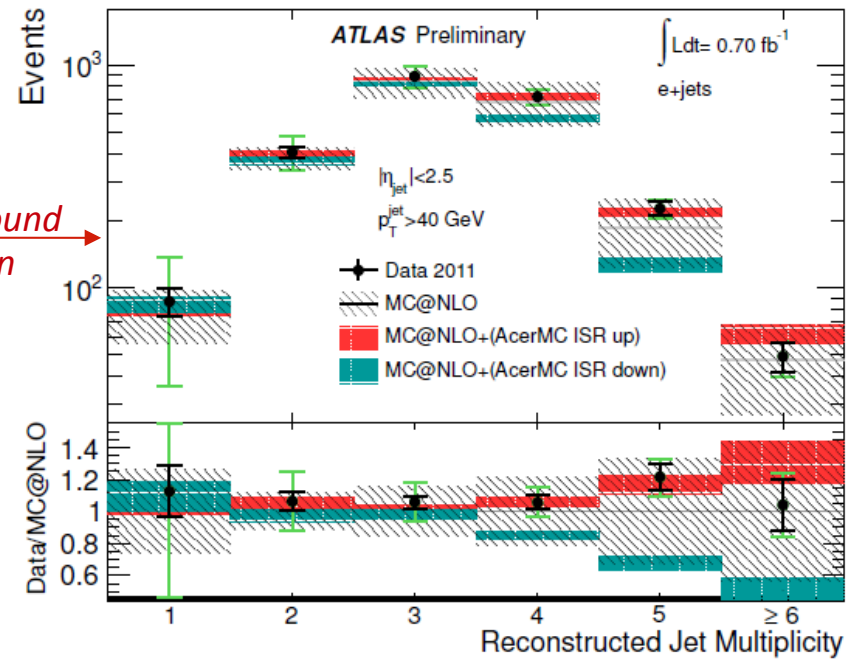 Events
10³
10²
ATLAS Preliminary
∫Ldt= 0.70 fb⁻¹
e+jets
|η_jet|<2.5
p_T^jet>40 GeV
Data 2011
MC@NLO
MC@NLO+(AcerMC ISR up)
MC@NLO+(AcerMC ISR down)
ound
n
Data/MC@NLO
1.4
1.2
1
0.8
0.6
1 2 3 4 5 ≥ 6
Reconstructed Jet Multiplicity